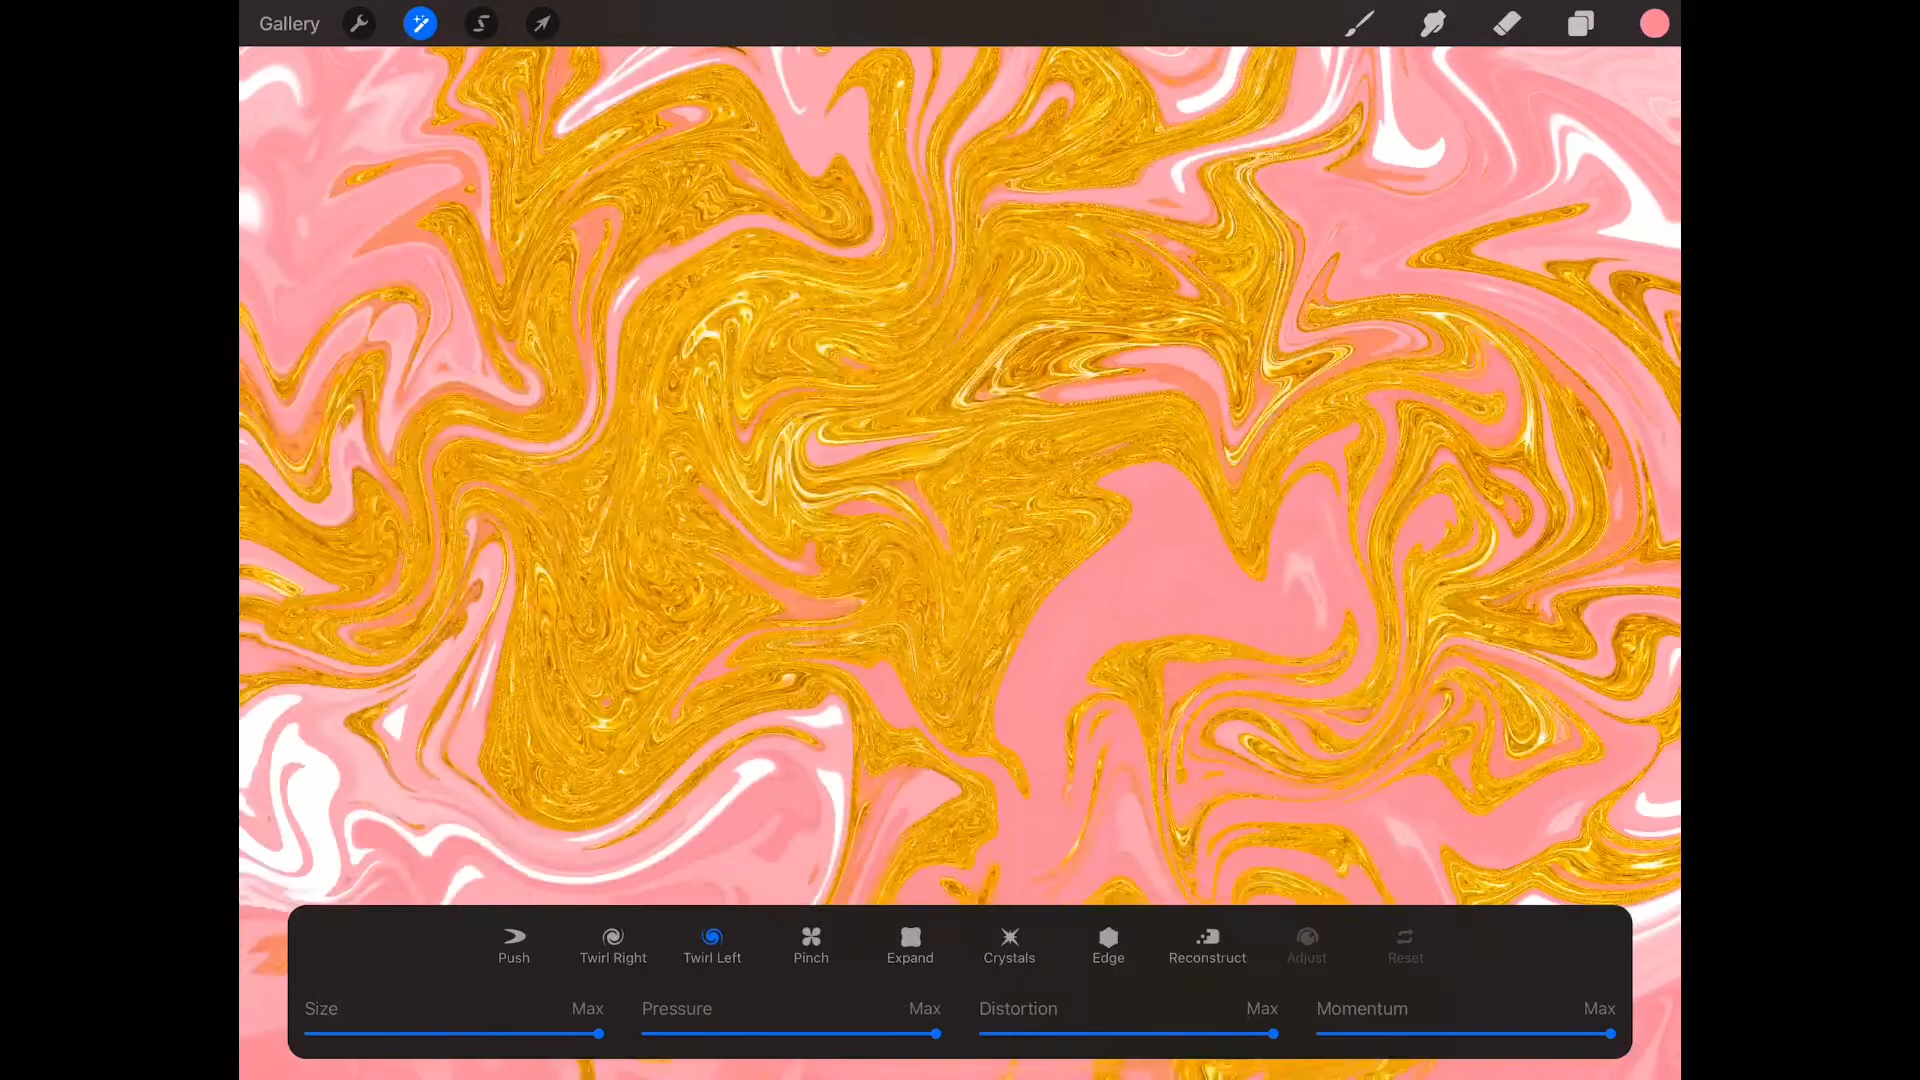 Gallery
Push Twirl Right Twirl Left Pinch Expand Crystals Edge Reconstruct Adjust Reset
Size Max Pressure Max Distortion Max Momentum Max